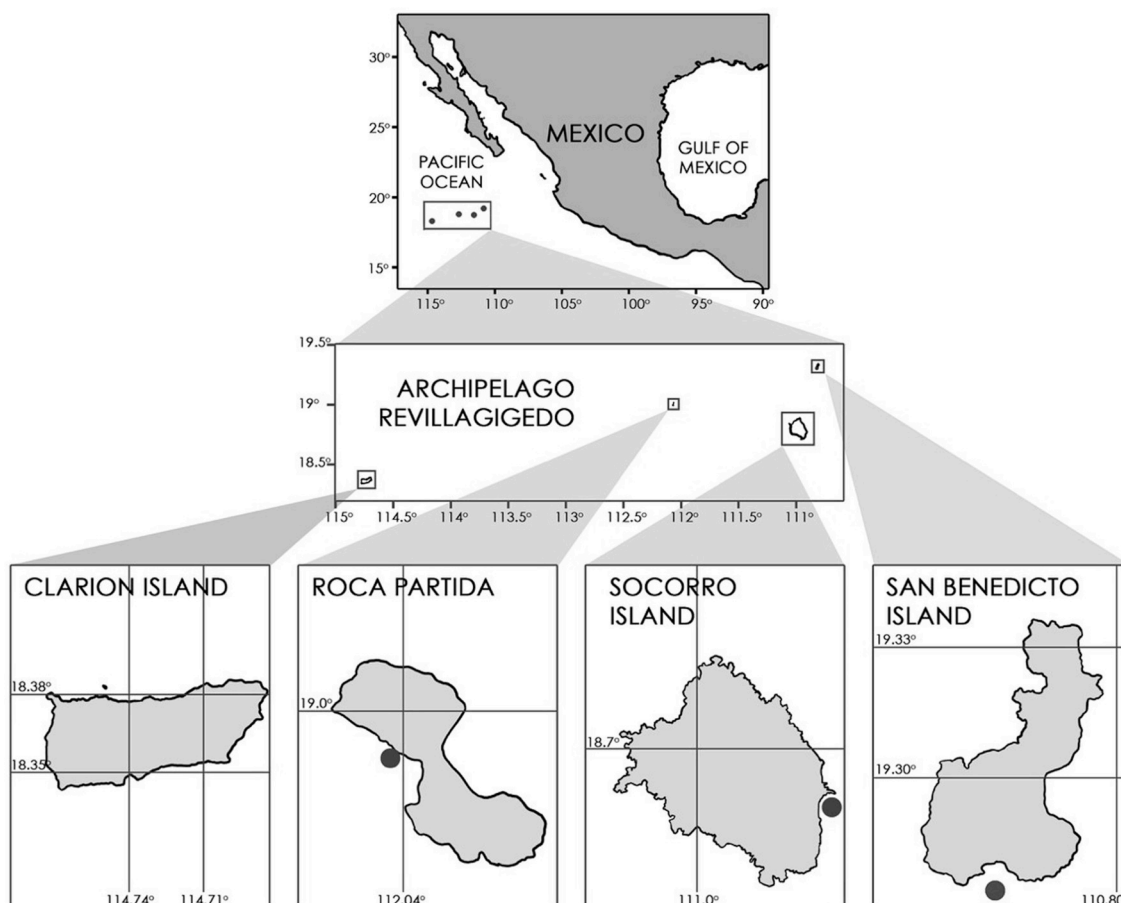 30°
25°
20°
15°
MEXICO
GULF OF
MEXICO
PACIFIC
OCEAN
115° 110° 105° 100° 95° 90°
19.5°
19°
18.5°
ARCHIPELAGO
REVILLAGIGEDO
115° 114.5° 114° 113.5° 113° 112.5° 112° 111.5° 111°
CLARION ISLAND
18.38°
18.35°
114.74° 114.71°
ROCA PARTIDA
19.0°
112.04°
SOCORRO
ISLAND
18.7°
111.0°
SAN BENEDICTO
ISLAND
19.33°
19.30°
110.80